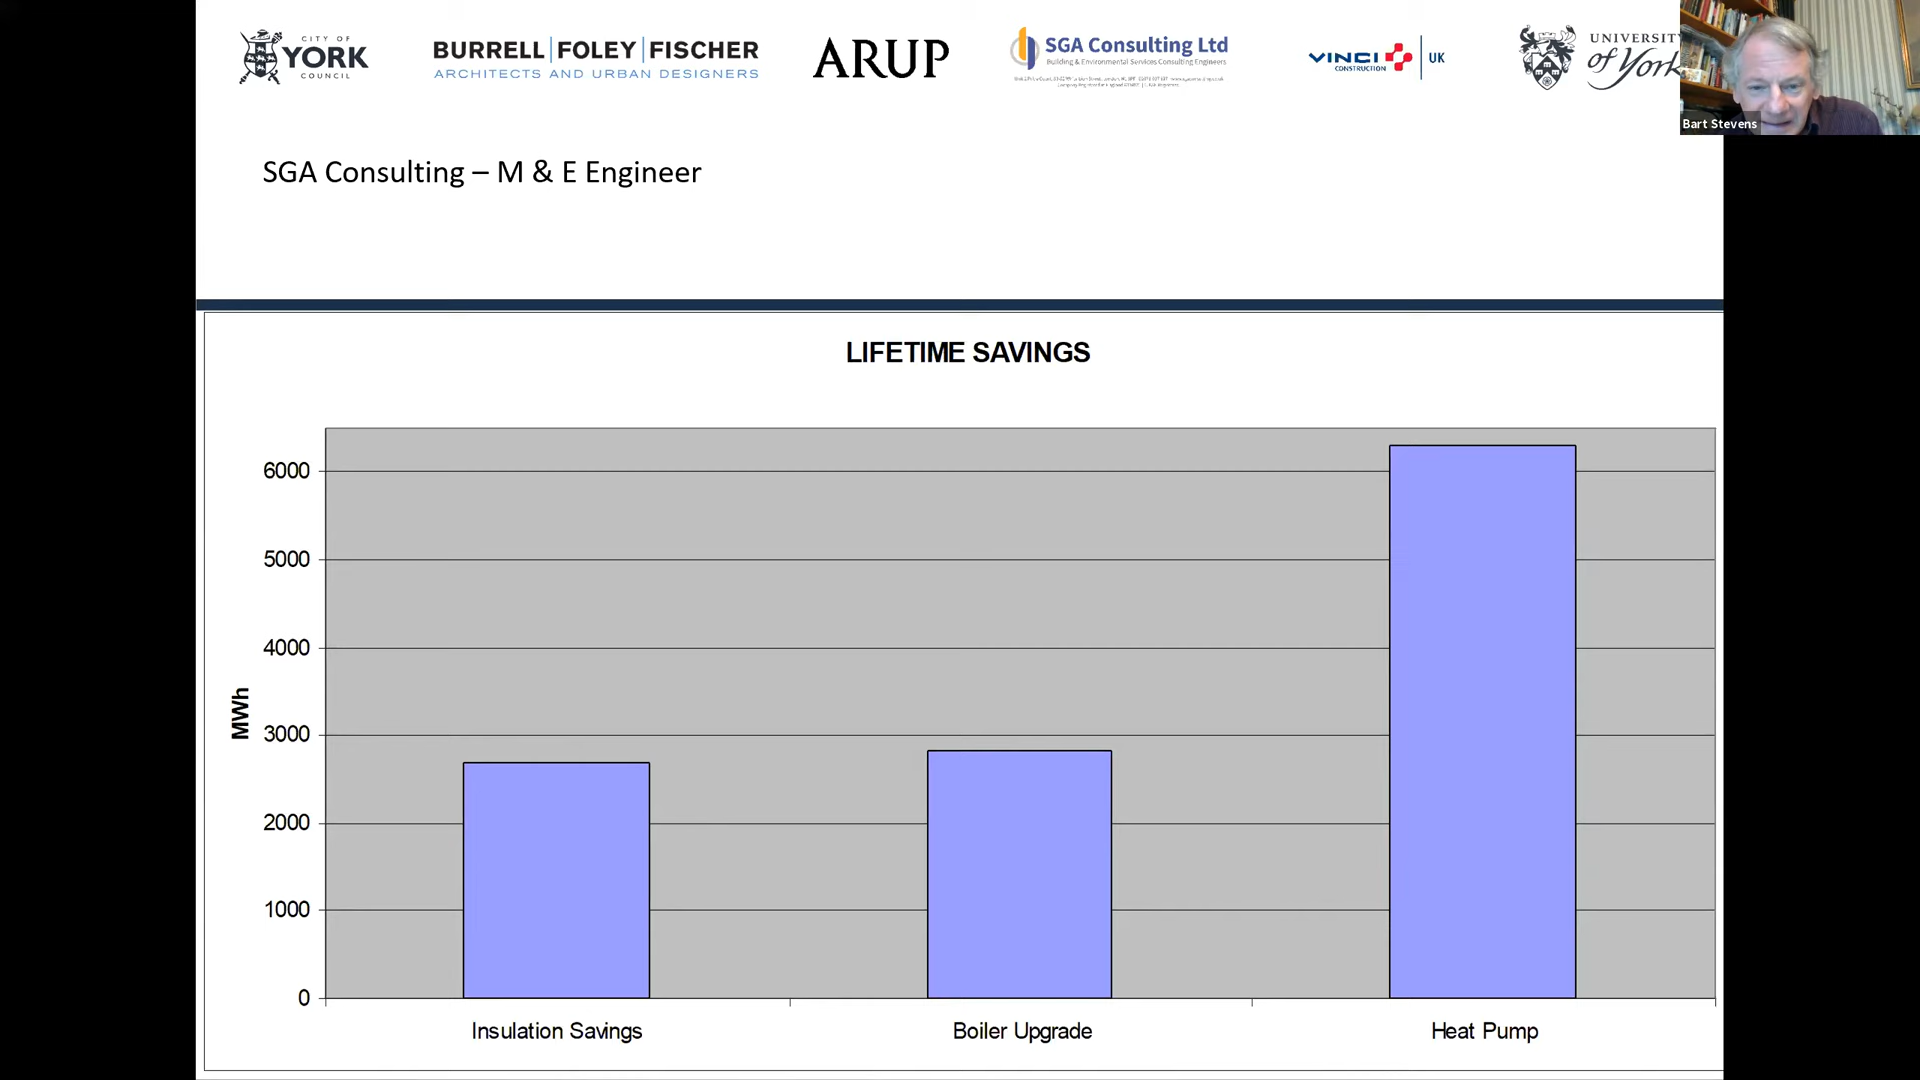 CITY OF
YORK
COUNCIL
BURRELL|FOLEY|FISCHER
ARCHITECTS AND URBAN DESIGNERS
ARUP
SGA Consulting Ltd
Building & Environmental Services Consulting Engineers
VINCI
CONSTRUCTION
UK
UNIVERSITY
of York
Bart Stevens
SGA Consulting – M & E Engineer
LIFETIME SAVINGS
MWh
6000
5000
4000
3000
2000
1000
0
Insulation Savings
Boiler Upgrade
Heat Pump